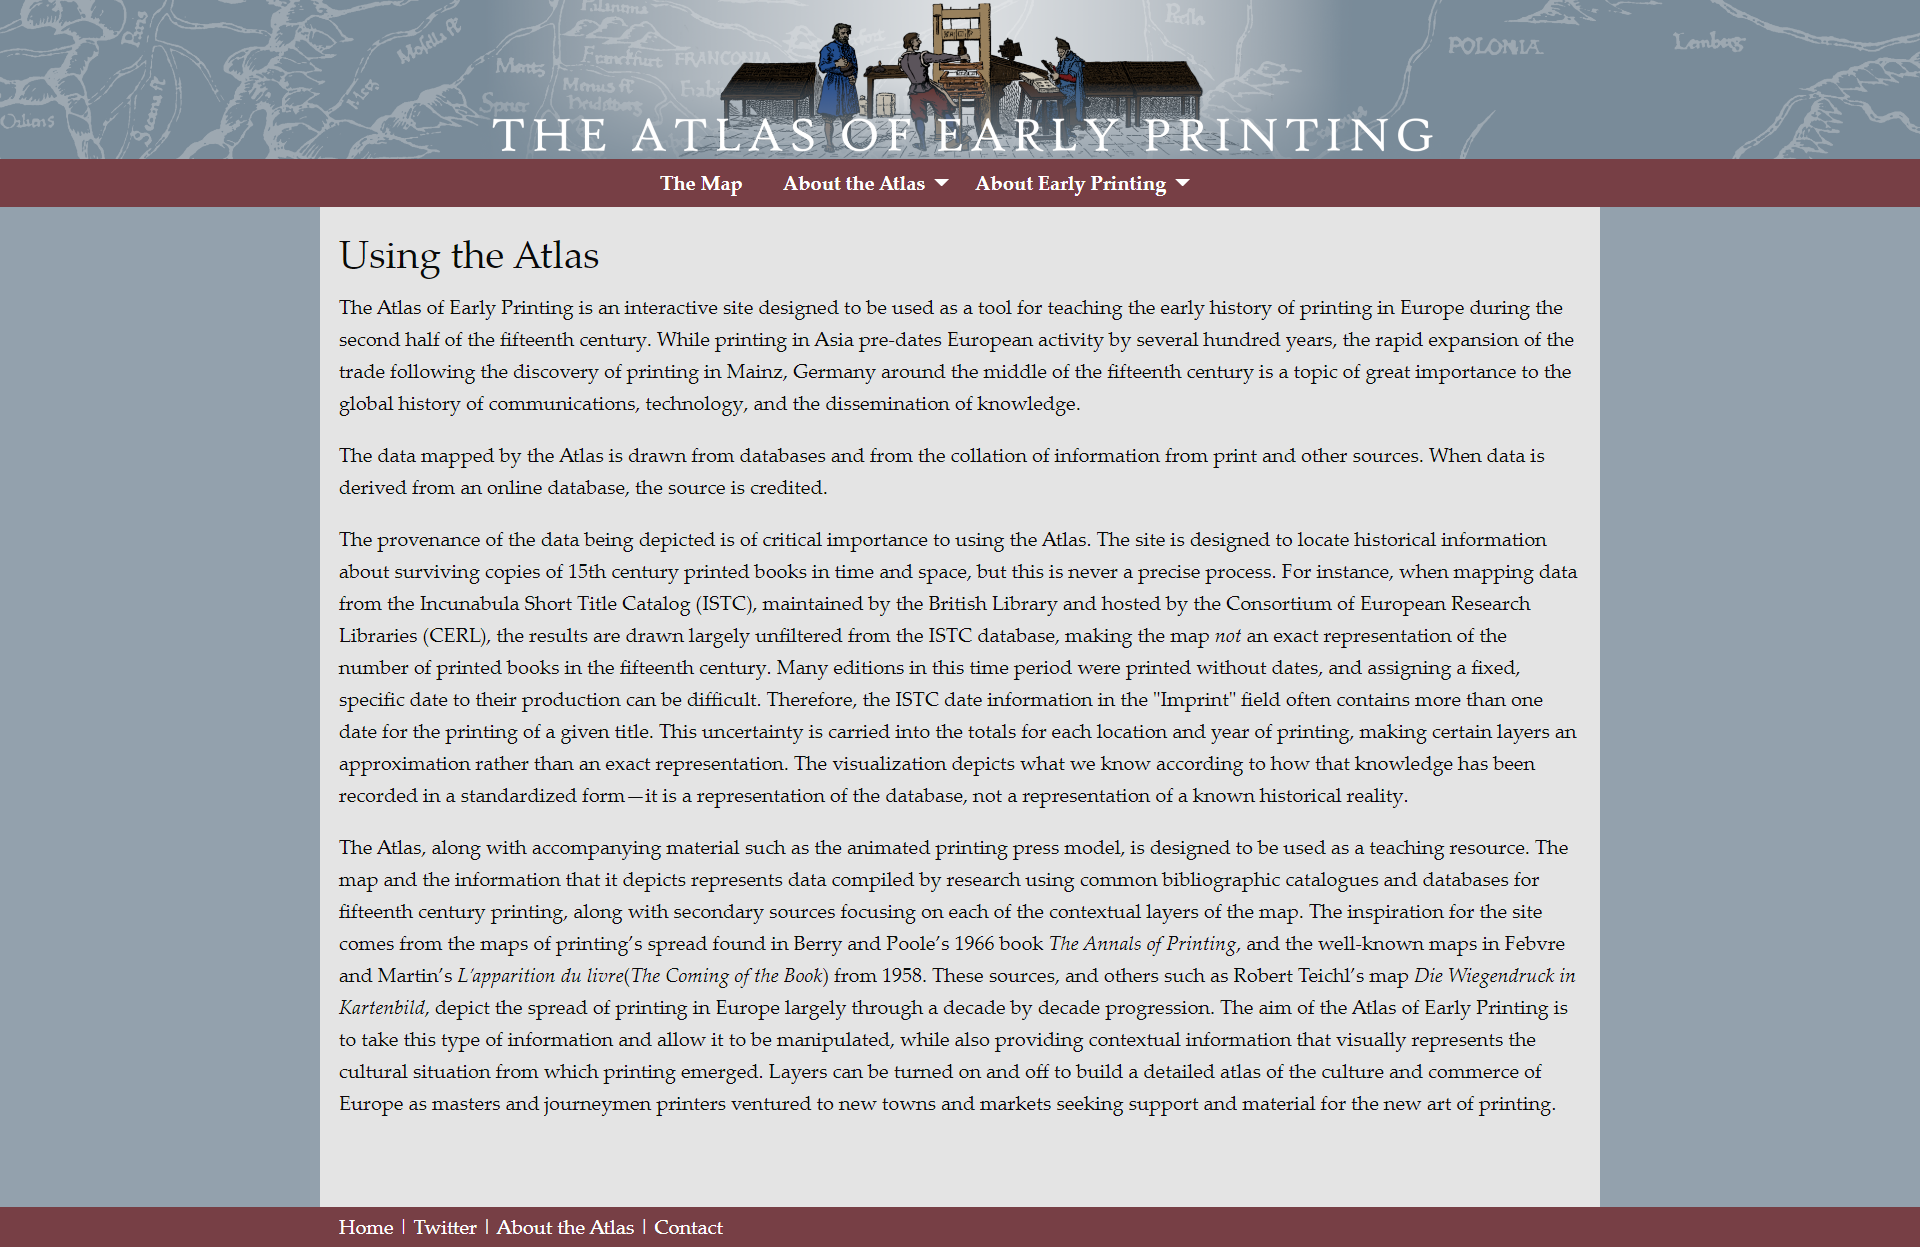 Palinona
Paris
Mosella fl
Ments
Franckfurt
FRANCONIA
POLONIA
Lemberg
Menus fl
Heidelberg
Spier
Orliens
THE ATLAS OF EARLY PRINTING
The Map
About the Atlas
About Early Printing
Using the Atlas
The Atlas of Early Printing is an interactive site designed to be used as a tool for teaching the early history of printing in Europe during the
second half of the fifteenth century. While printing in Asia pre-dates European activity by several hundred years, the rapid expansion of the
trade following the discovery of printing in Mainz, Germany around the middle of the fifteenth century is a topic of great importance to the
global history of communications, technology, and the dissemination of knowledge.
The data mapped by the Atlas is drawn from databases and from the collation of information from print and other sources. When data is
derived from an online database, the source is credited.
The provenance of the data being depicted is of critical importance to using the Atlas. The site is designed to locate historical information
about surviving copies of 15th century printed books in time and space, but this is never a precise process. For instance, when mapping data
from the Incunabula Short Title Catalog (ISTC), maintained by the British Library and hosted by the Consortium of European Research
Libraries (CERL), the results are drawn largely unfiltered from the ISTC database, making the map not an exact representation of the
number of printed books in the fifteenth century. Many editions in this time period were printed without dates, and assigning a fixed,
specific date to their production can be difficult. Therefore, the ISTC date information in the "Imprint" field often contains more than one
date for the printing of a given title. This uncertainty is carried into the totals for each location and year of printing, making certain layers an
approximation rather than an exact representation. The visualization depicts what we know according to how that knowledge has been
recorded in a standardized form—it is a representation of the database, not a representation of a known historical reality.
The Atlas, along with accompanying material such as the animated printing press model, is designed to be used as a teaching resource. The
map and the information that it depicts represents data compiled by research using common bibliographic catalogues and databases for
fifteenth century printing, along with secondary sources focusing on each of the contextual layers of the map. The inspiration for the site
comes from the maps of printing’s spread found in Berry and Poole’s 1966 book The Annals of Printing, and the well-known maps in Febvre
and Martin’s L’apparition du livre(The Coming of the Book) from 1958. These sources, and others such as Robert Teichl’s map Die Wiegendruck in
Kartenbild, depict the spread of printing in Europe largely through a decade by decade progression. The aim of the Atlas of Early Printing is
to take this type of information and allow it to be manipulated, while also providing contextual information that visually represents the
cultural situation from which printing emerged. Layers can be turned on and off to build a detailed atlas of the culture and commerce of
Europe as masters and journeymen printers ventured to new towns and markets seeking support and material for the new art of printing.
Home | Twitter | About the Atlas | Contact